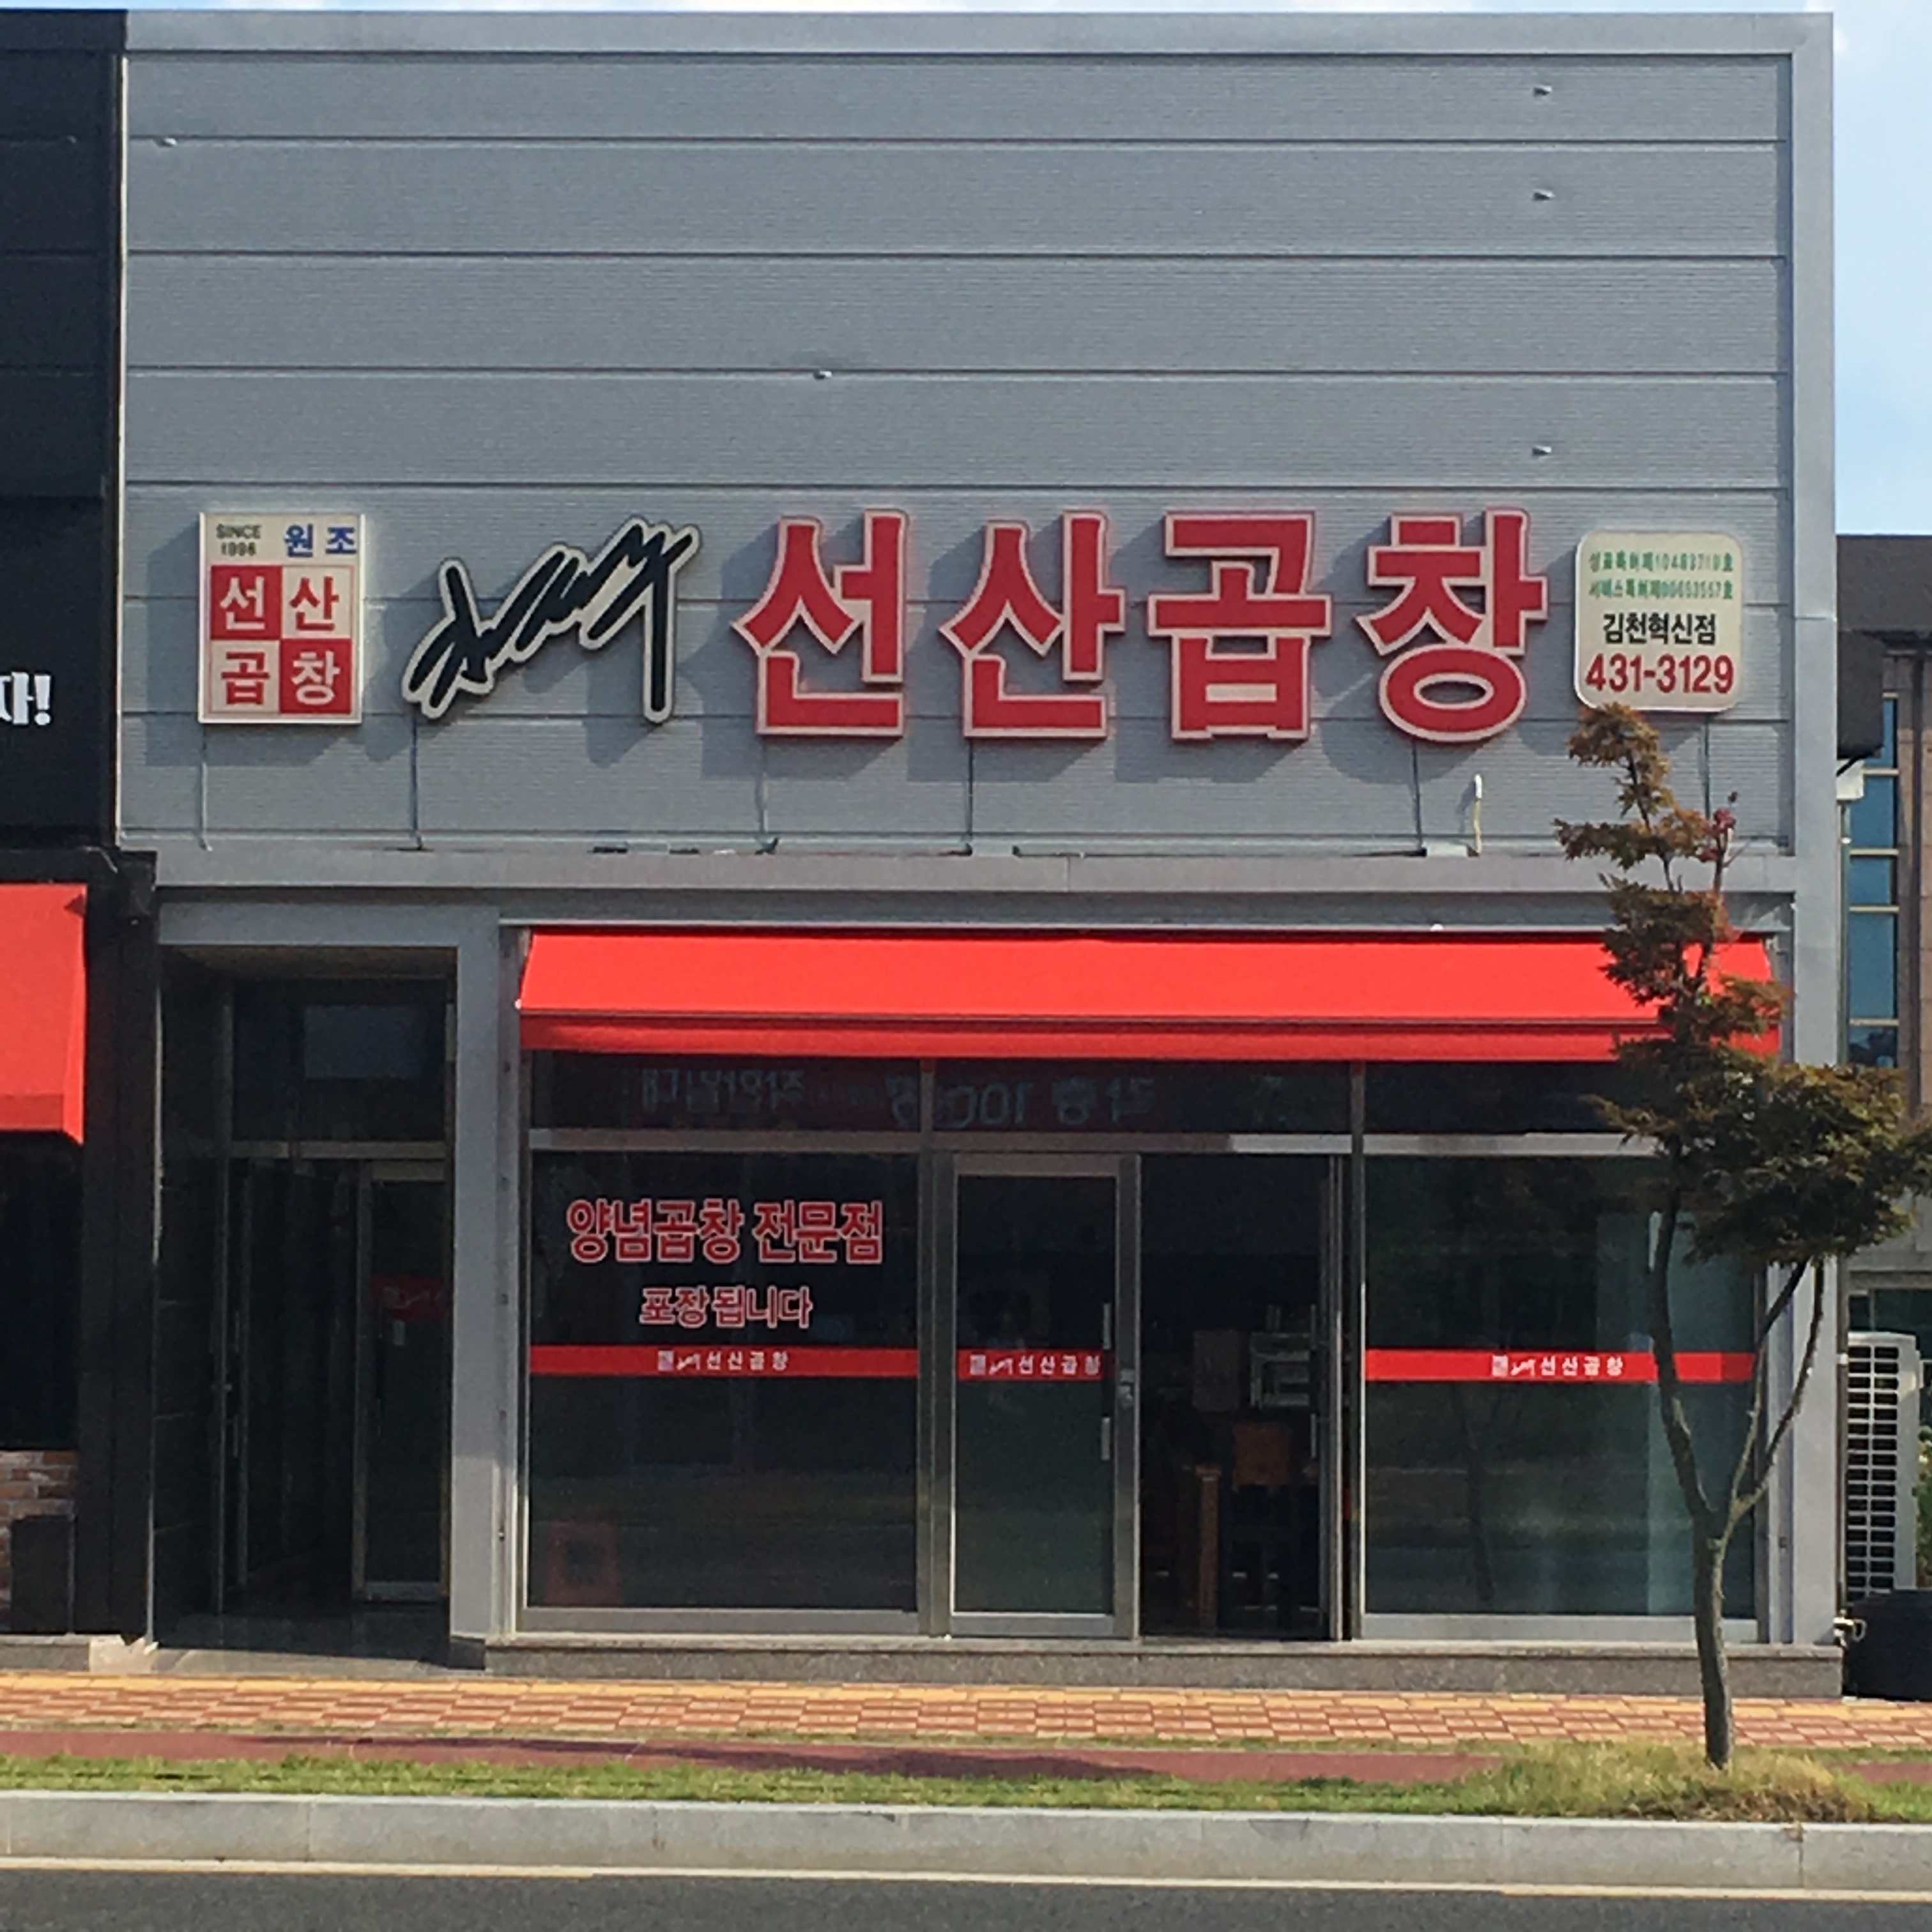 SINCE 원조
1996
선산
곱창
선산곱창
김천혁신점
431-3129
자!
양념곱창 전문점
포장됩니다
선산곱창
선산곱창
선산곱창